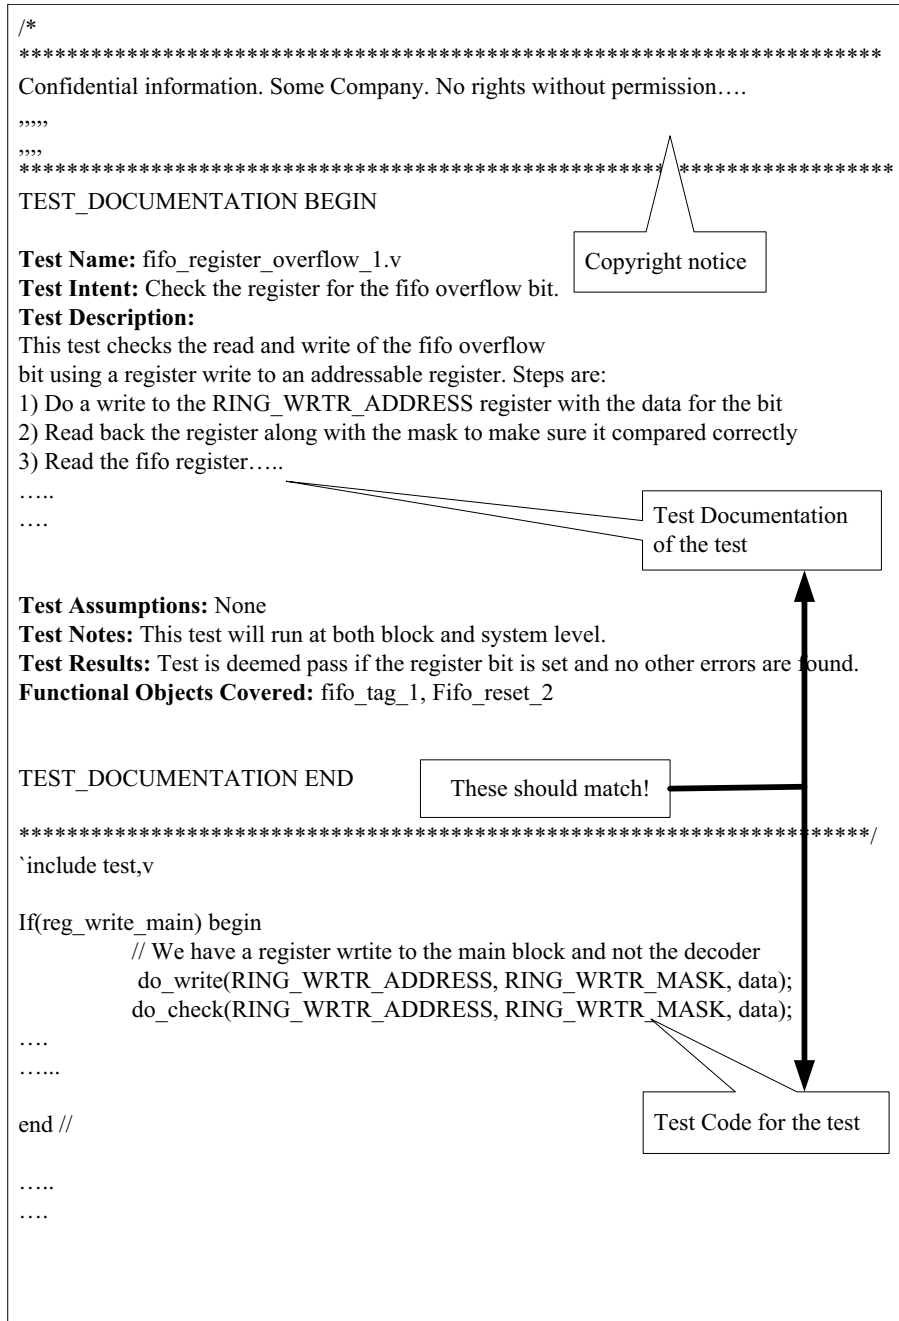 /*
************************************************************************
Confidential information. Some Company. No rights without permission….
,,,,,
,,,,
*************************************************************************
TEST_DOCUMENTATION BEGIN
Copyright notice
Test Name: fifo_register_overflow_1.v
Test Intent: Check the register for the fifo overflow bit.
Test Description:
This test checks the read and write of the fifo overflow
bit using a register write to an addressable register. Steps are:
1) Do a write to the RING_WRTR_ADDRESS register with the data for the bit
2) Read back the register along with the mask to make sure it compared correctly
3) Read the fifo register…..
…..
….
Test Documentation
of the test
Test Assumptions: None
Test Notes: This test will run at both block and system level.
Test Results: Test is deemed pass if the register bit is set and no other errors are found.
Functional Objects Covered: fifo_tag_1, Fifo_reset_2
TEST_DOCUMENTATION END
These should match!
***********************************************************************/
`include test,v
If(reg_write_main) begin
// We have a register wrtite to the main block and not the decoder
do_write(RING_WRTR_ADDRESS, RING_WRTR_MASK, data);
do_check(RING_WRTR_ADDRESS, RING_WRTR_MASK, data);
….
…...
end //
Test Code for the test
…..
….